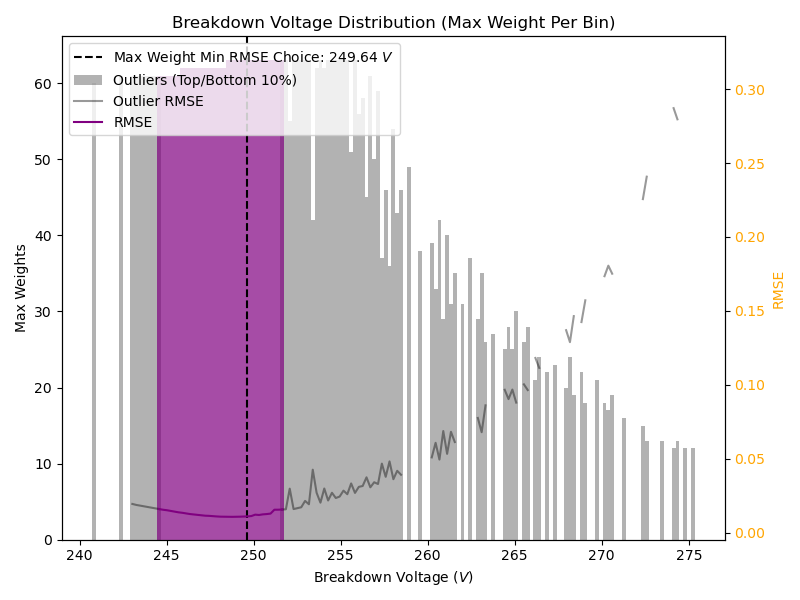 Breakdown Voltage Distribution (Max Weight Per Bin)
Max Weight Min RMSE Choice: 249.64 V
Outliers (Top/Bottom 10%)
Outlier RMSE
RMSE
Max Weights
60
50
40
30
20
10
0
0.30
0.25
0.20
0.15
0.10
0.05
0.00
RMSE
240 245 250 255 260 265 270 275
Breakdown Voltage (V)